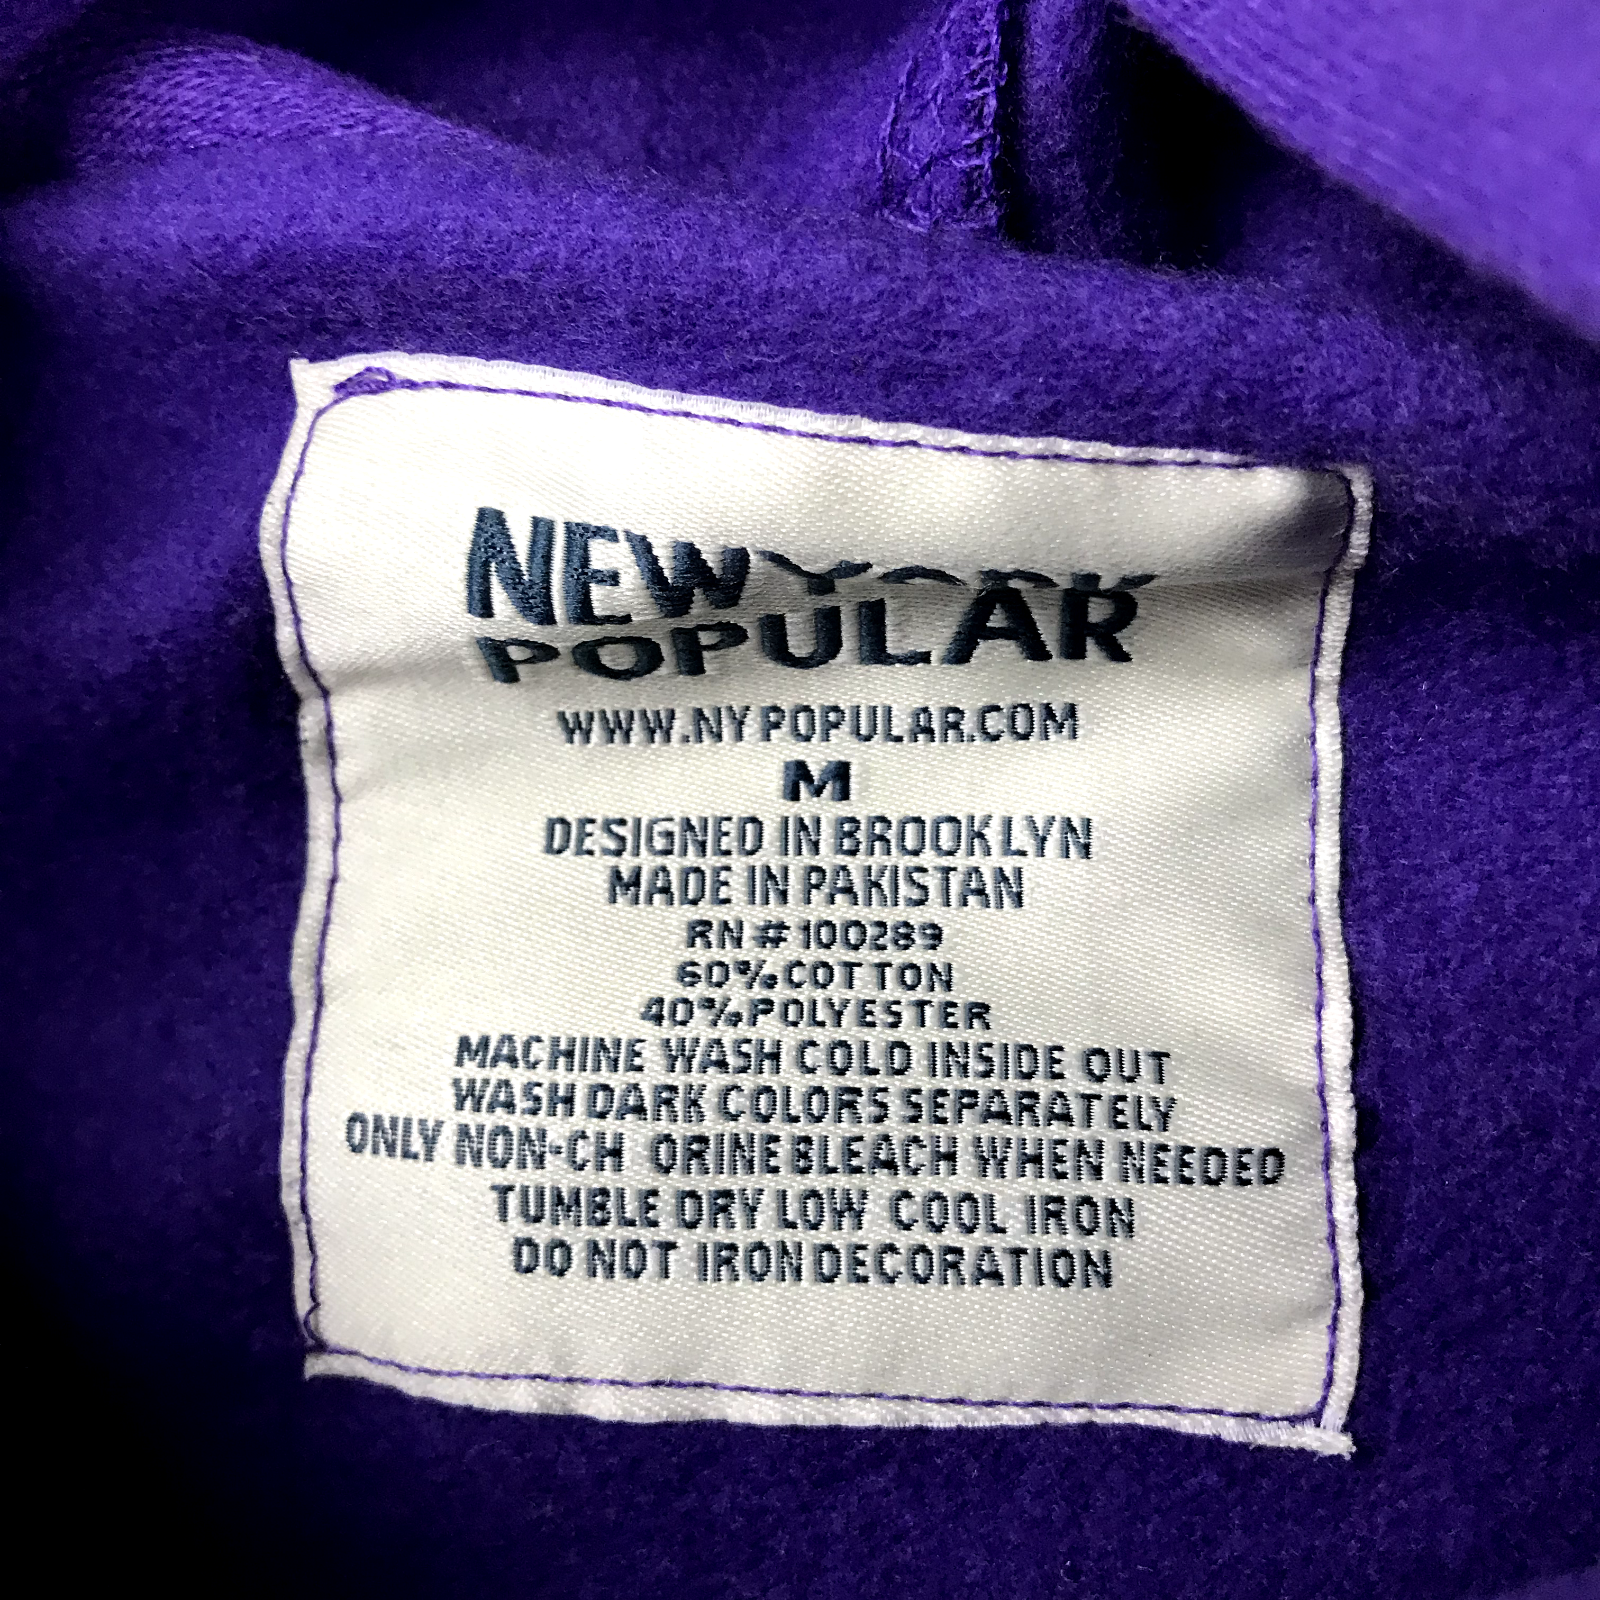 NEW YORK
POPULAR
WWW.NYPOPULAR.COM
M
DESIGNED IN BROOKLYN
MADE IN PAKISTAN
RN# 100289
60% COTTON
40% POLYESTER
MACHINE WASH COLD INSIDE OUT
WASH DARK COLORS SEPARATELY
ONLY NON-CH ORINE BLEACH WHEN NEEDED
TUMBLE DRY LOW COOL IRON
DO NOT IRON DECORATION